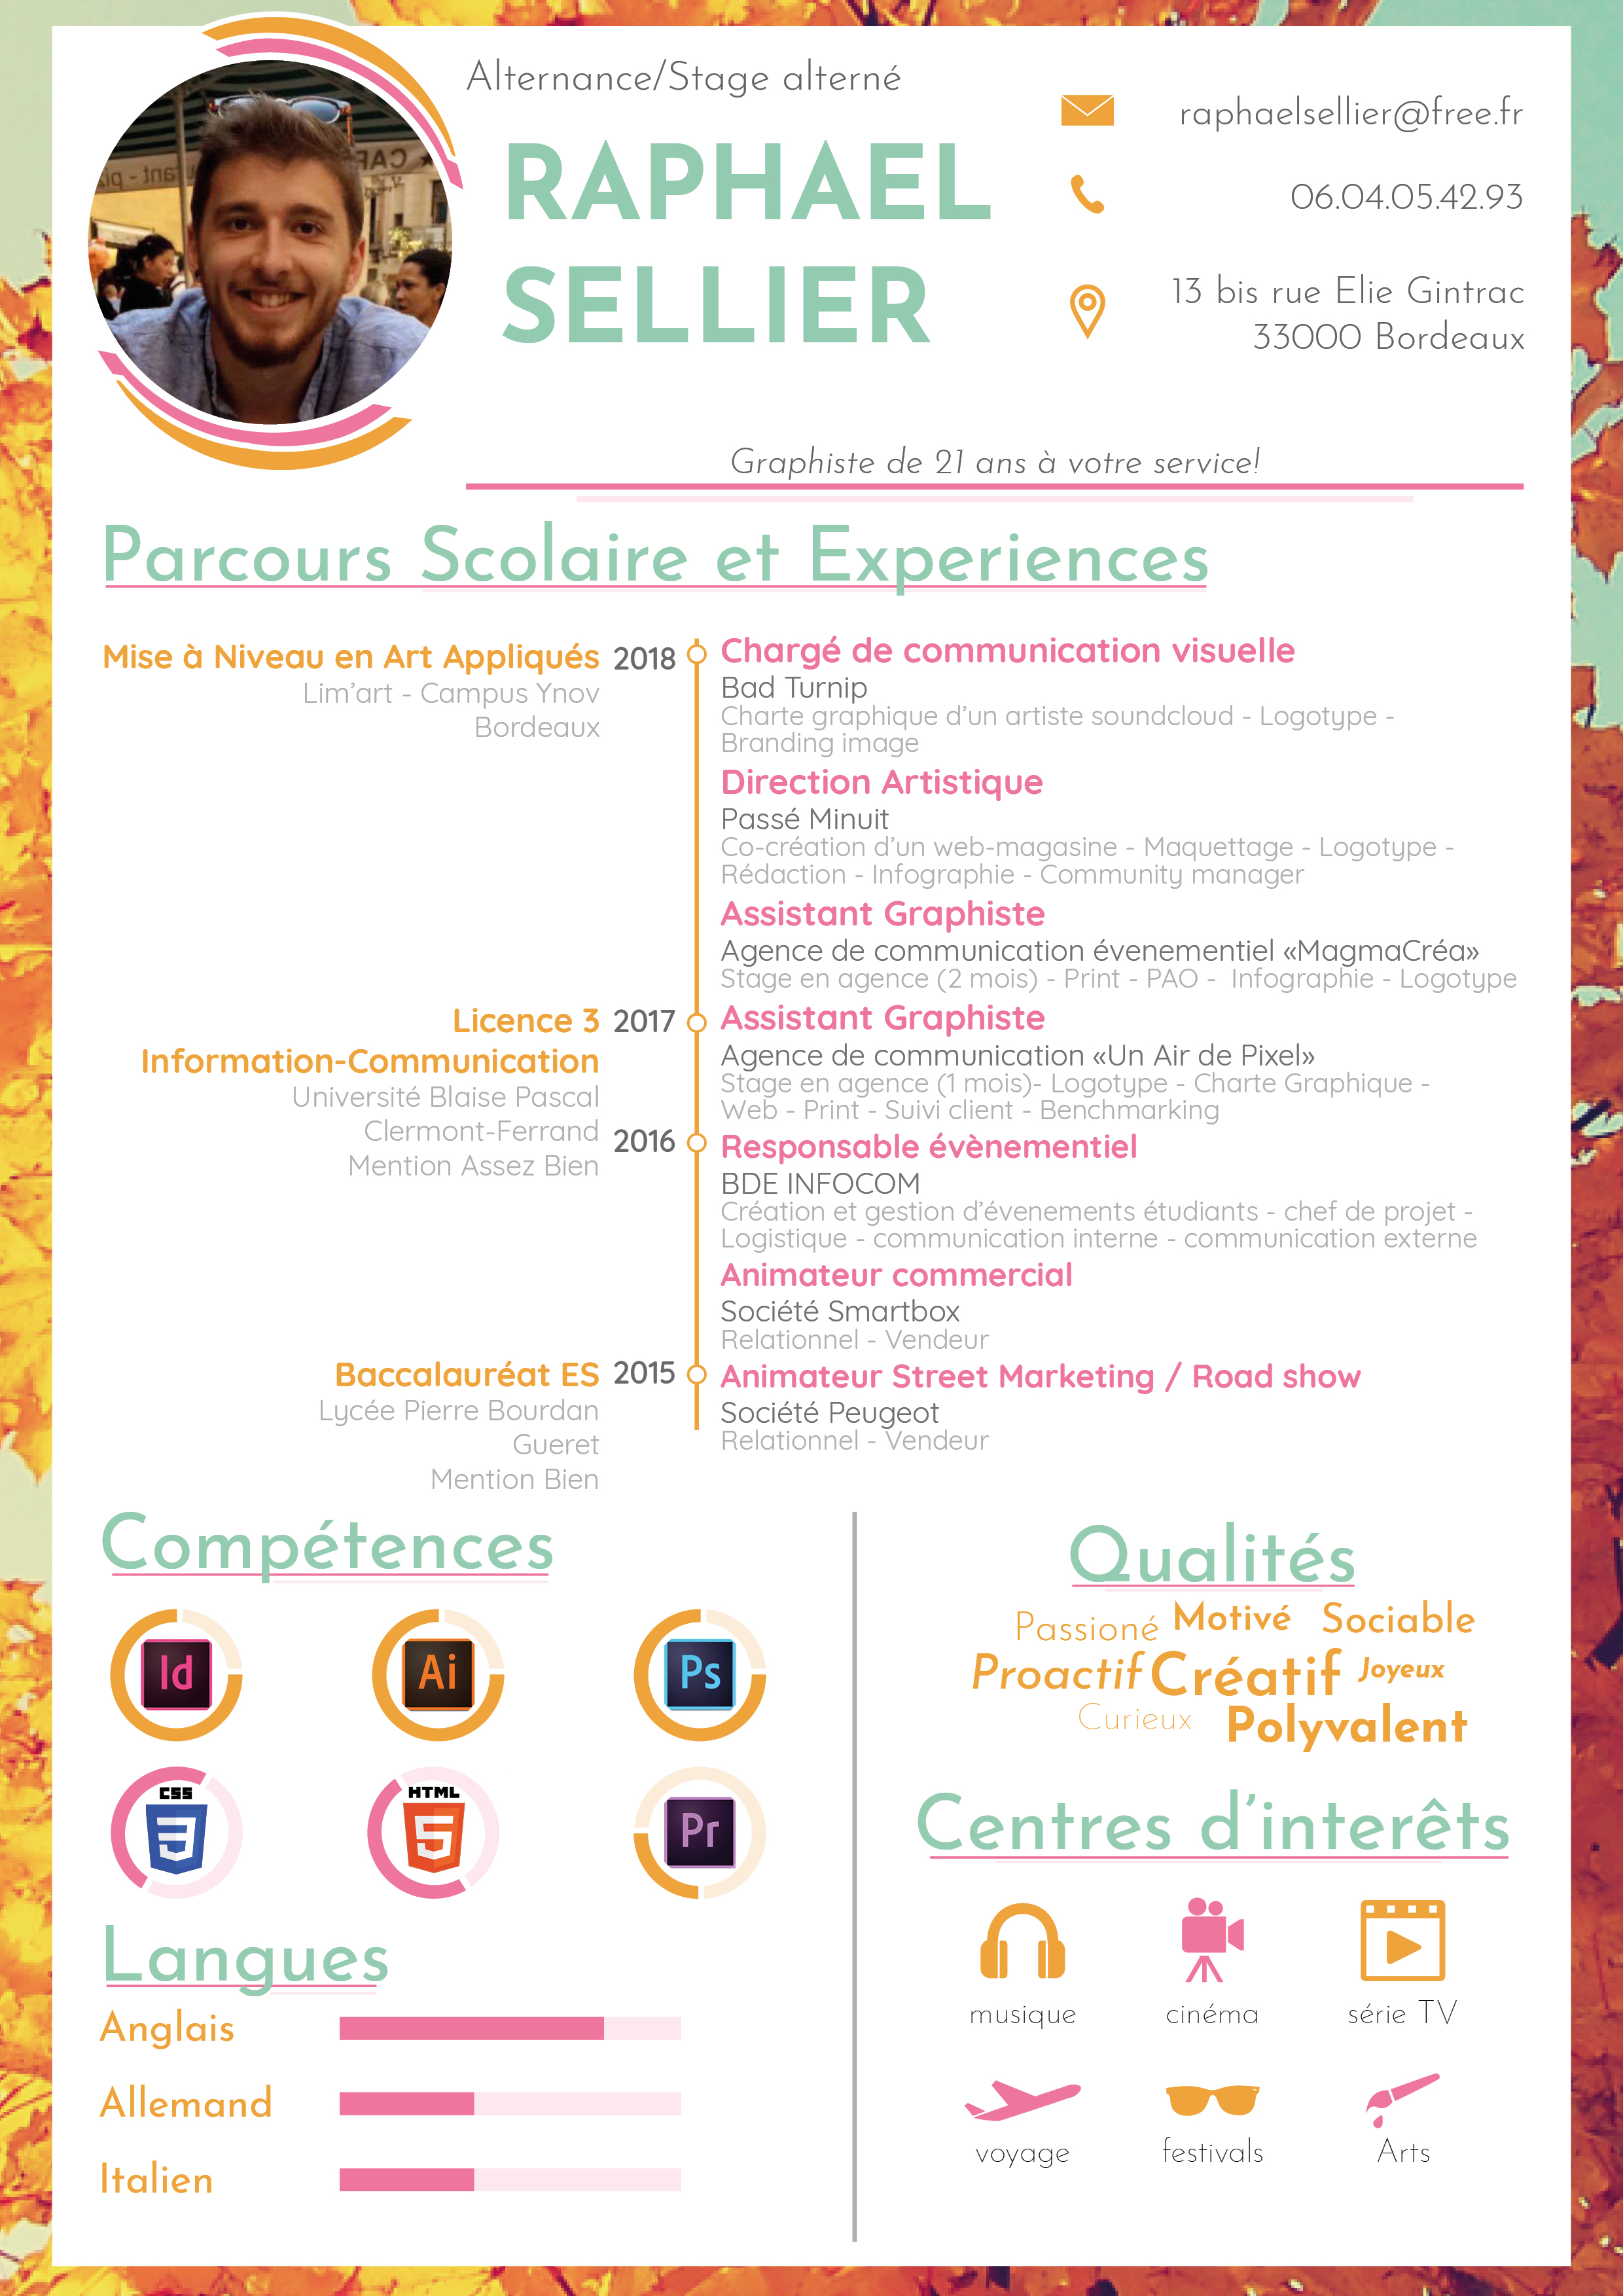 Alternance/Stage alterné
RAPHAEL
SELLIER
raphaelsellier@free.fr
06.04.05.42.93
13 bis rue Elie Gintrac
33000 Bordeaux
Graphiste de 21 ans à votre service!
Parcours Scolaire et Experiences
Mise à Niveau en Art Appliqués
Lim'art - Campus Ynov
Bordeaux
2018
Chargé de communication visuelle
Bad Turnip
Charte graphique d'un artiste soundcloud - Logotype -
Branding image
Direction Artistique
Passé Minuit
Co-création d'un web-magasine - Maquettage - Logotype -
Rédaction - Infographie - Community manager
Assistant Graphiste
Agence de communication évenementiel «MagmaCréa»
Stage en agence (2 mois) - Print - PAO - Infographie - Logotype
Licence 3
Information-Communication
Université Blaise Pascal
Clermont-Ferrand
Mention Assez Bien
2017
Assistant Graphiste
Agence de communication «Un Air de Pixel»
Stage en agence (1 mois)- Logotype - Charte Graphique -
Web - Print - Suivi client - Benchmarking
2016
Responsable évènementiel
BDE INFOCOM
Création et gestion d'évenements étudiants - chef de projet -
Logistique - communication interne - communication externe
Animateur commercial
Société Smartbox
Relationnel - Vendeur
Baccalauréat ES
Lycée Pierre Bourdan
Gueret
Mention Bien
2015
Animateur Street Marketing / Road show
Société Peugeot
Relationnel - Vendeur
Compétences
Id
Ai
Ps
CSS
3
HTML
5
Pr
Langues
Anglais
Allemand
Italien
Qualités
Passioné Motivé Sociable
Proactif Créatif Joyeux
Curieux Polyvalent
Centres d'interêts
musique
cinéma
série TV
voyage
festivals
Arts